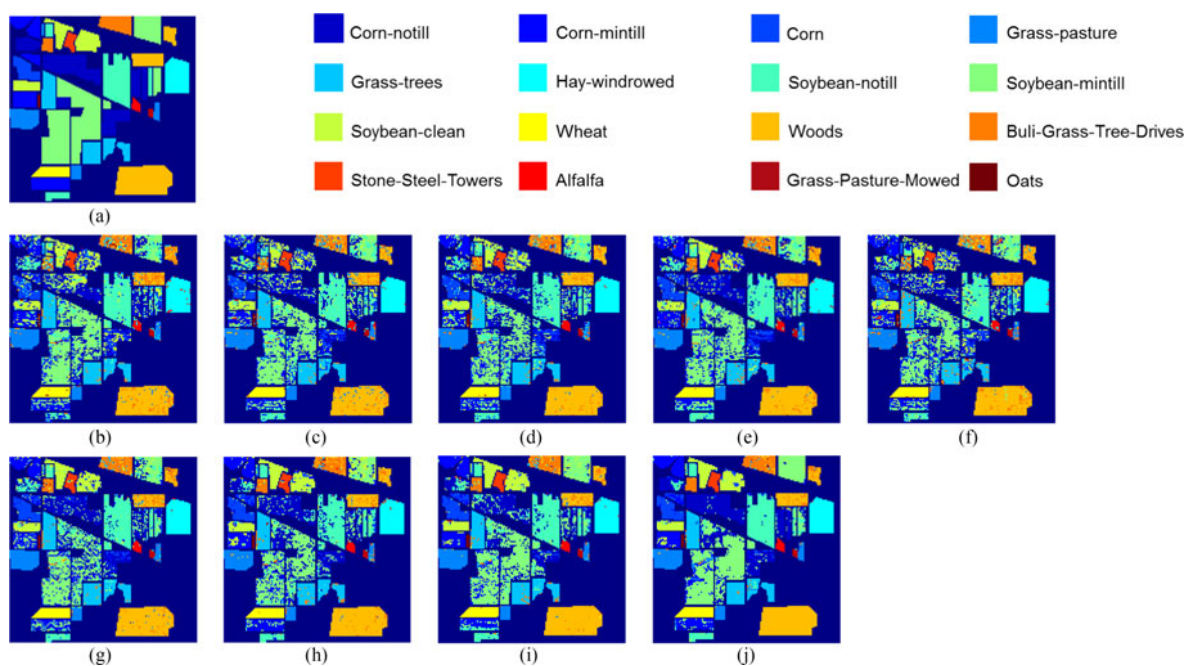 Corn-notill Corn-mintill Corn Grass-pasture
Grass-trees Hay-windrowed Soybean-notill Soybean-mintill
Soybean-clean Wheat Woods Buli-Grass-Tree-Drives
Stone-Steel-Towers Alfalfa Grass-Pasture-Mowed Oats
(a)
(b) (c) (d) (e) (f)
(g) (h) (i) (j)